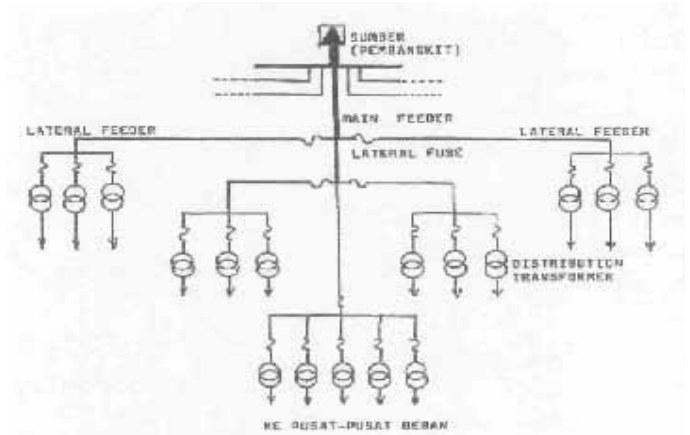 SUMBER
(PEMBANGKIT)
MAIN FEEDER
LATERAL FEEDER
LATERAL FEEDER
LATERAL FUSE
DISTRIBUTION
TRANSFORMER
KE PUSAT-PUSAT BEBAN